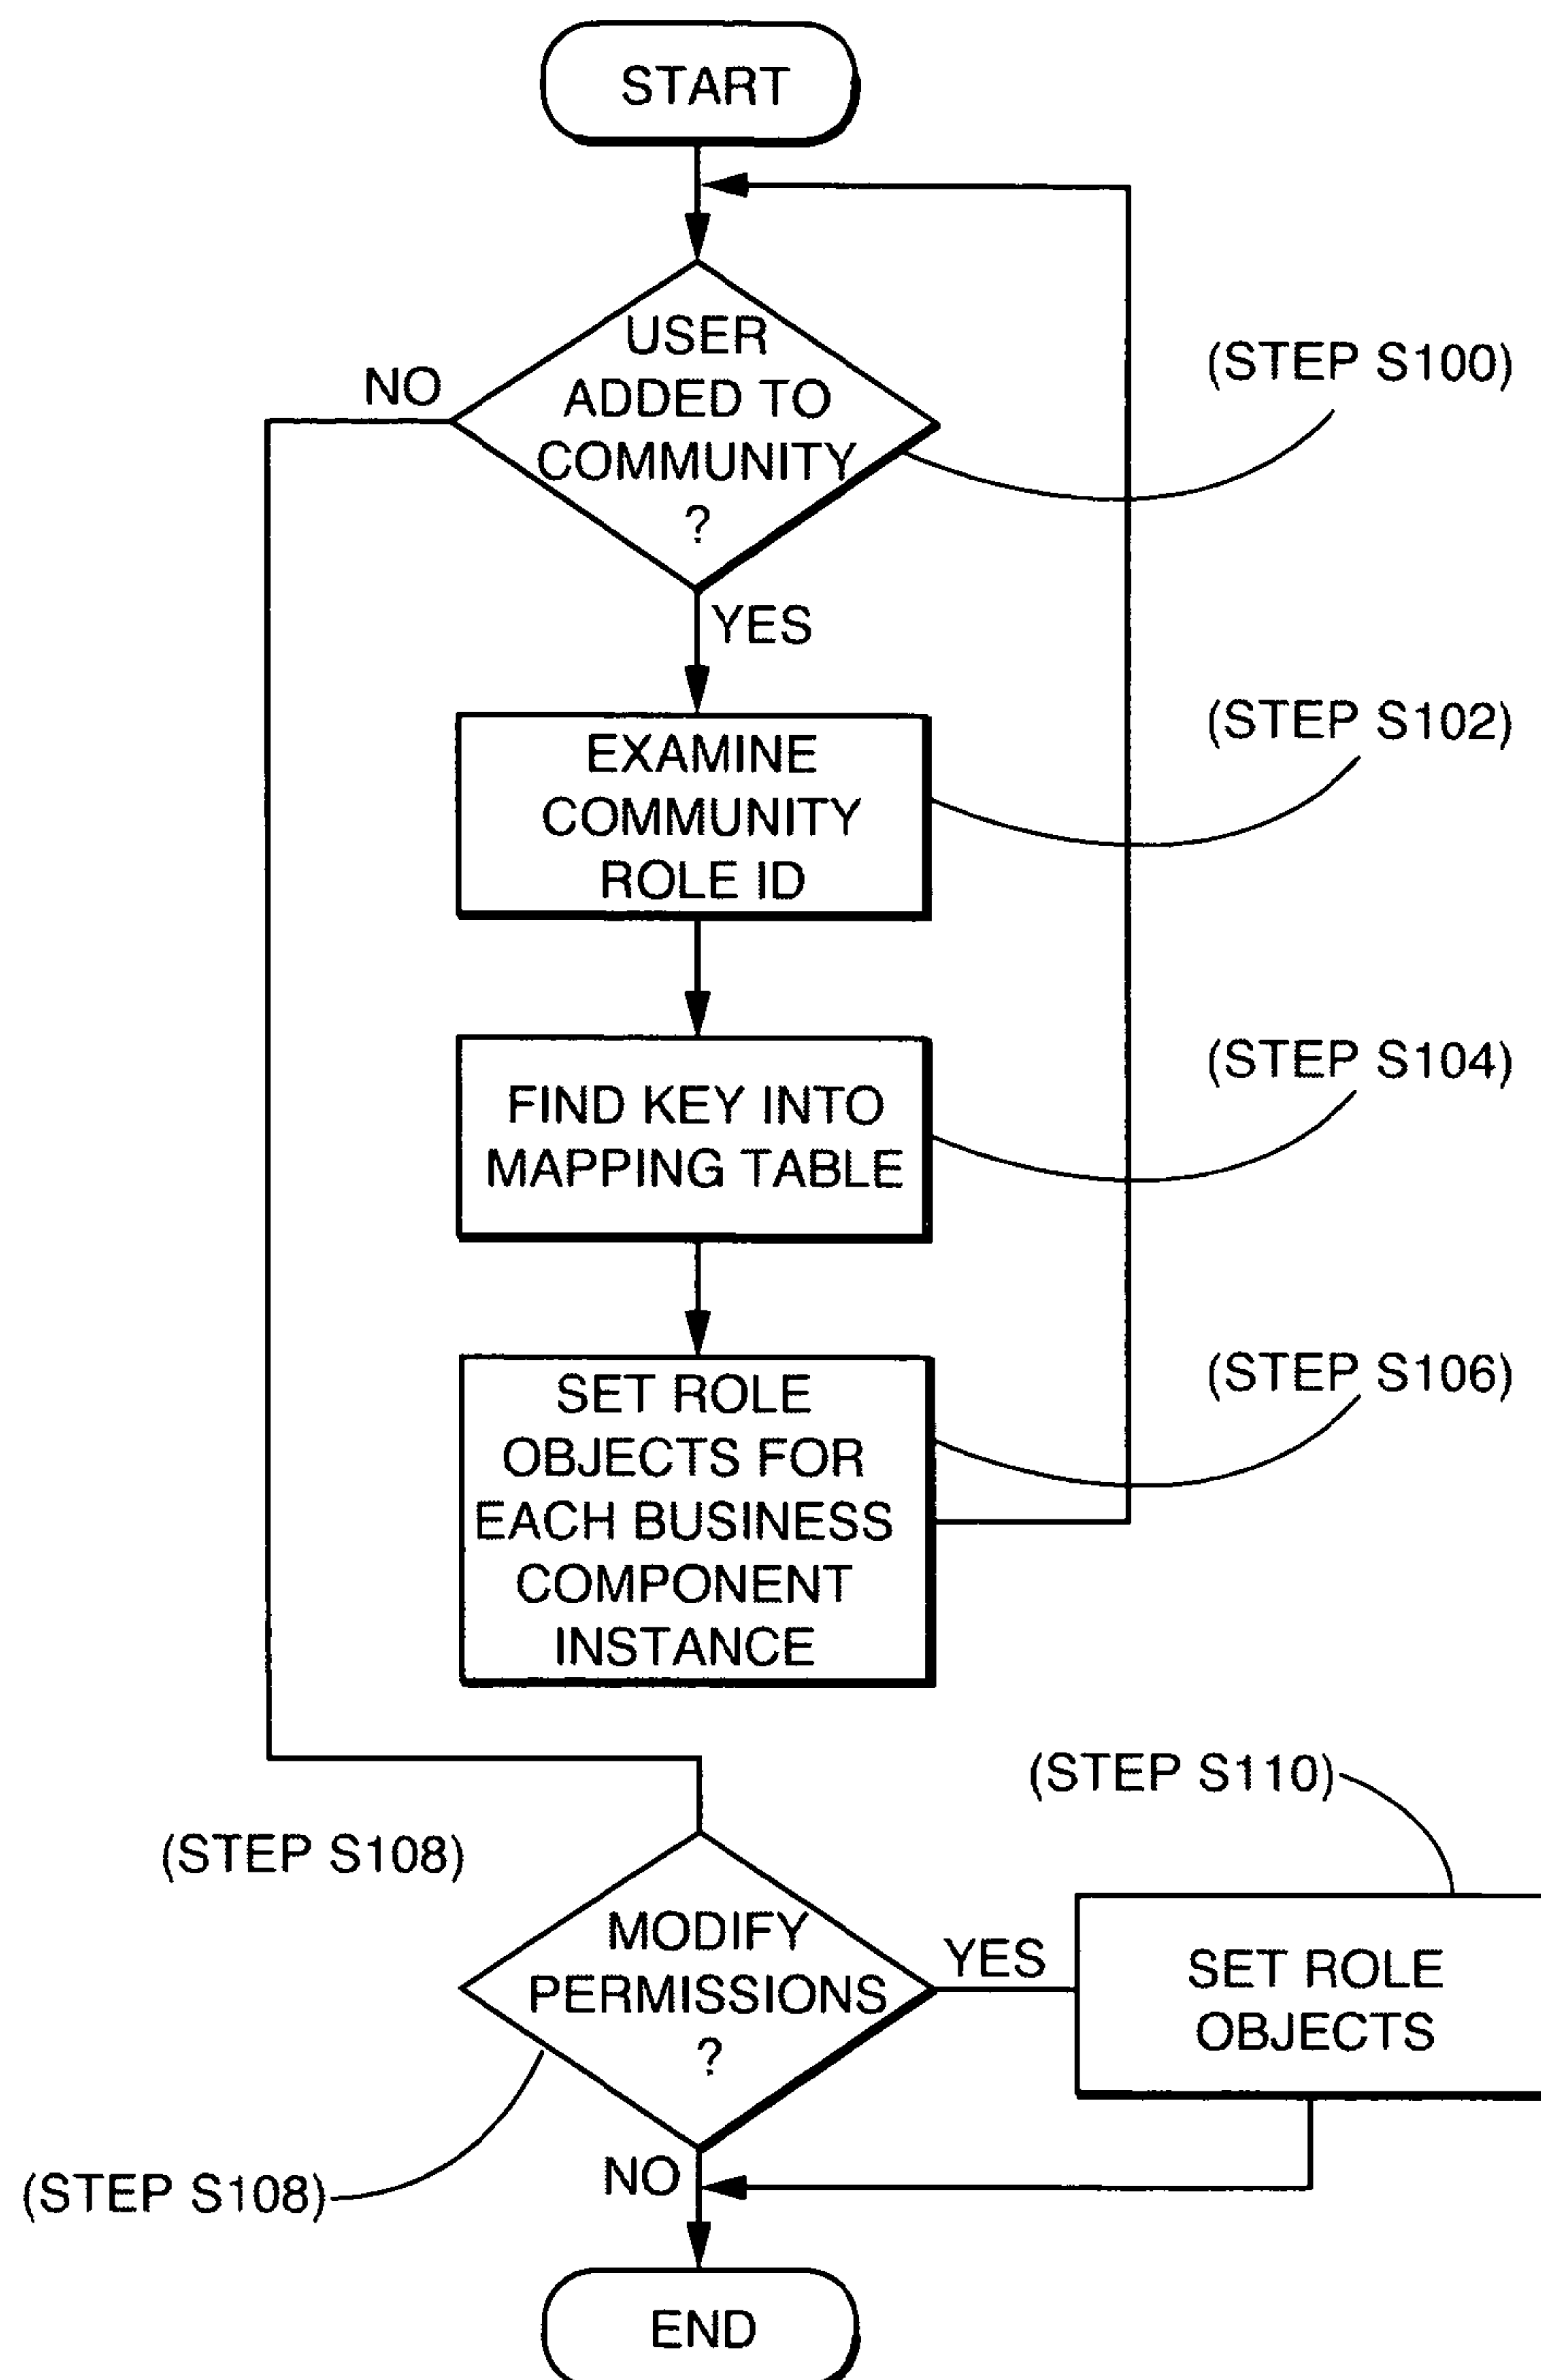 START
NO
USER
ADDED TO
COMMUNITY
?
(STEP S100)
YES
EXAMINE
COMMUNITY
ROLE ID
(STEP S102)
FIND KEY INTO
MAPPING TABLE
(STEP S104)
SET ROLE
OBJECTS FOR
EACH BUSINESS
COMPONENT
INSTANCE
(STEP S106)
(STEP S108)
MODIFY
PERMISSIONS
?
YES
(STEP S110)
SET ROLE
OBJECTS
(STEP S108)
NO
END